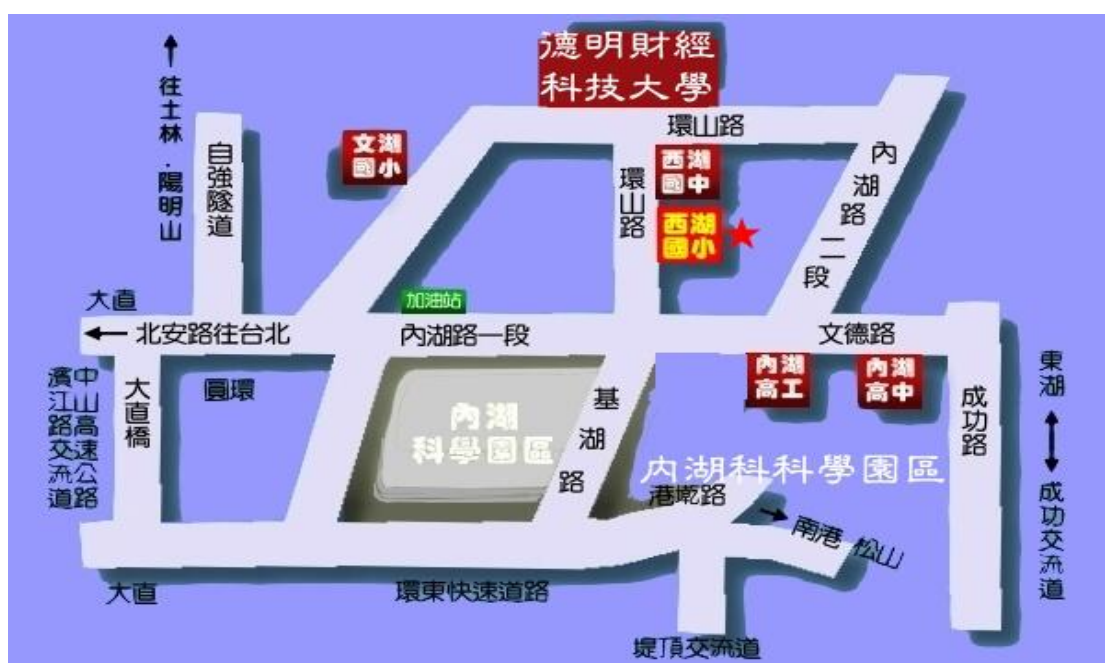 德明財經
科技大學
往士林．陽明山
自強隧道
文湖
國小
環山路
西湖
國中
環山路
西湖
國小
內湖路二段
大直
加油站
北安路往台北
內湖路一段
文德路
中山高速公路
濱江路交流道
大直橋
圓環
內湖
科學園區
基湖路
內湖
高工
內湖
高中
成功路
東湖
成功交流道
內湖科科學園區
港墘路
南港 松山
大直
環東快速道路
堤頂交流道